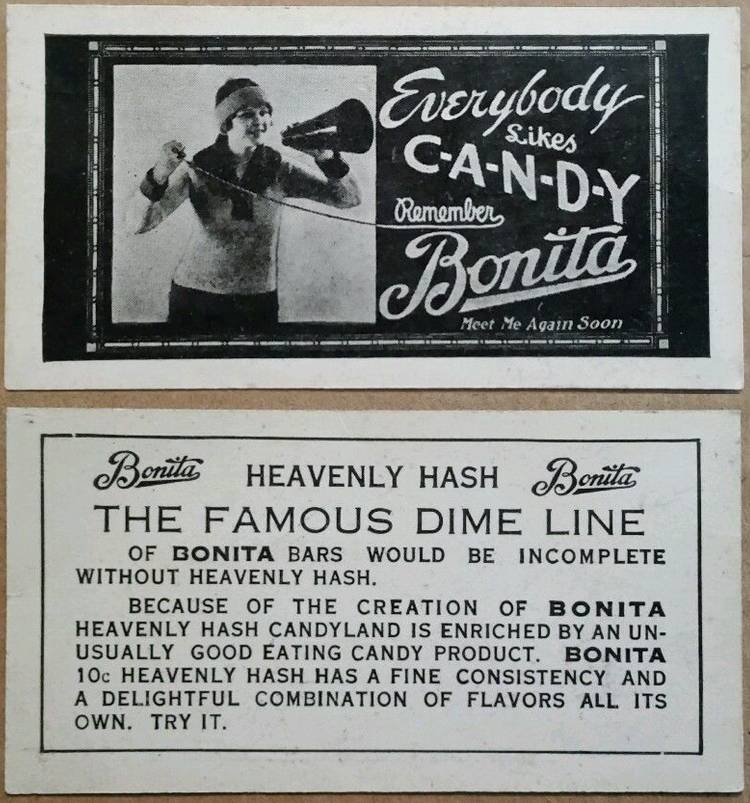 Everybody
Likes
C-A-N-D-Y
Remember
Bonita
Meet Me Again Soon
Bonita HEAVENLY HASH Bonita
THE FAMOUS DIME LINE
OF BONITA BARS WOULD BE INCOMPLETE
WITHOUT HEAVENLY HASH.
BECAUSE OF THE CREATION OF BONITA
HEAVENLY HASH CANDYLAND IS ENRICHED BY AN UN-
USUALLY GOOD EATING CANDY PRODUCT. BONITA
10c HEAVENLY HASH HAS A FINE CONSISTENCY AND
A DELIGHTFUL COMBINATION OF FLAVORS ALL ITS
OWN. TRY IT.